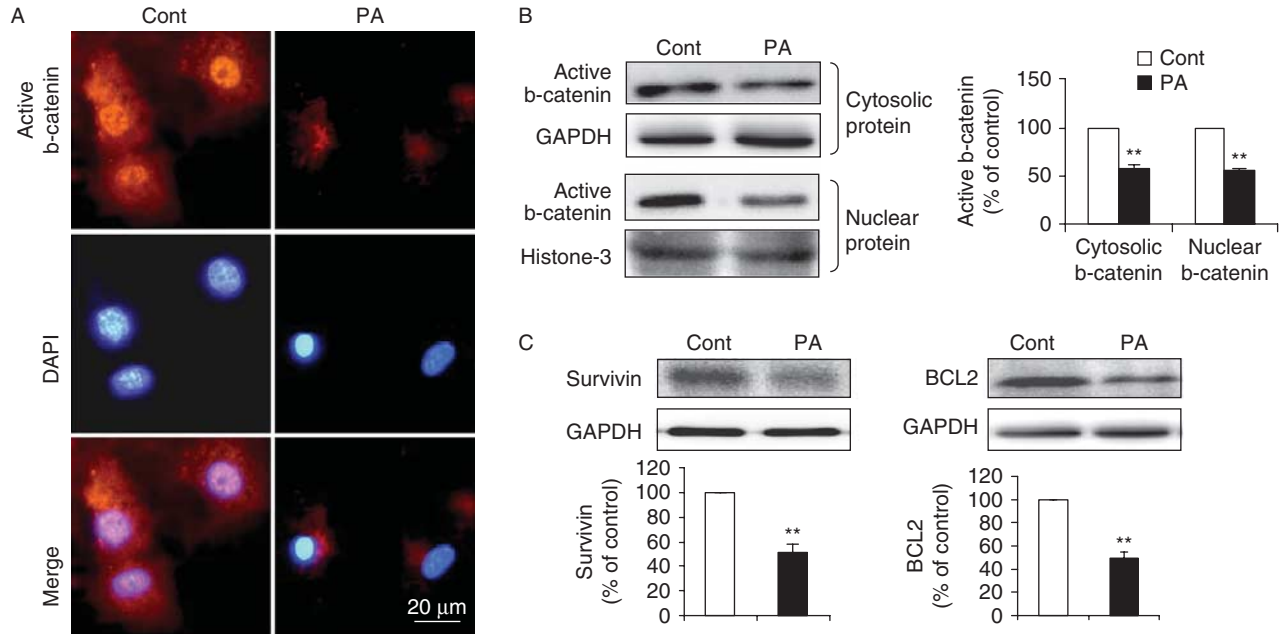 A
Cont
PA
Active
b-catenin
DAPI
Merge
20 μm
B
Cont
PA
Active
b-catenin
GAPDH
Cytosolic
protein
Active
b-catenin
Histone-3
Nuclear
protein
Cont
PA
Active b-catenin
(% of control)
150
100
50
0
**
**
Cytosolic
b-catenin
Nuclear
b-catenin
C
Cont
PA
Survivin
GAPDH
Survivin
(% of control)
120
100
80
60
40
20
0
**
Cont
PA
BCL2
GAPDH
BCL2
(% of control)
120
100
80
60
40
20
0
**